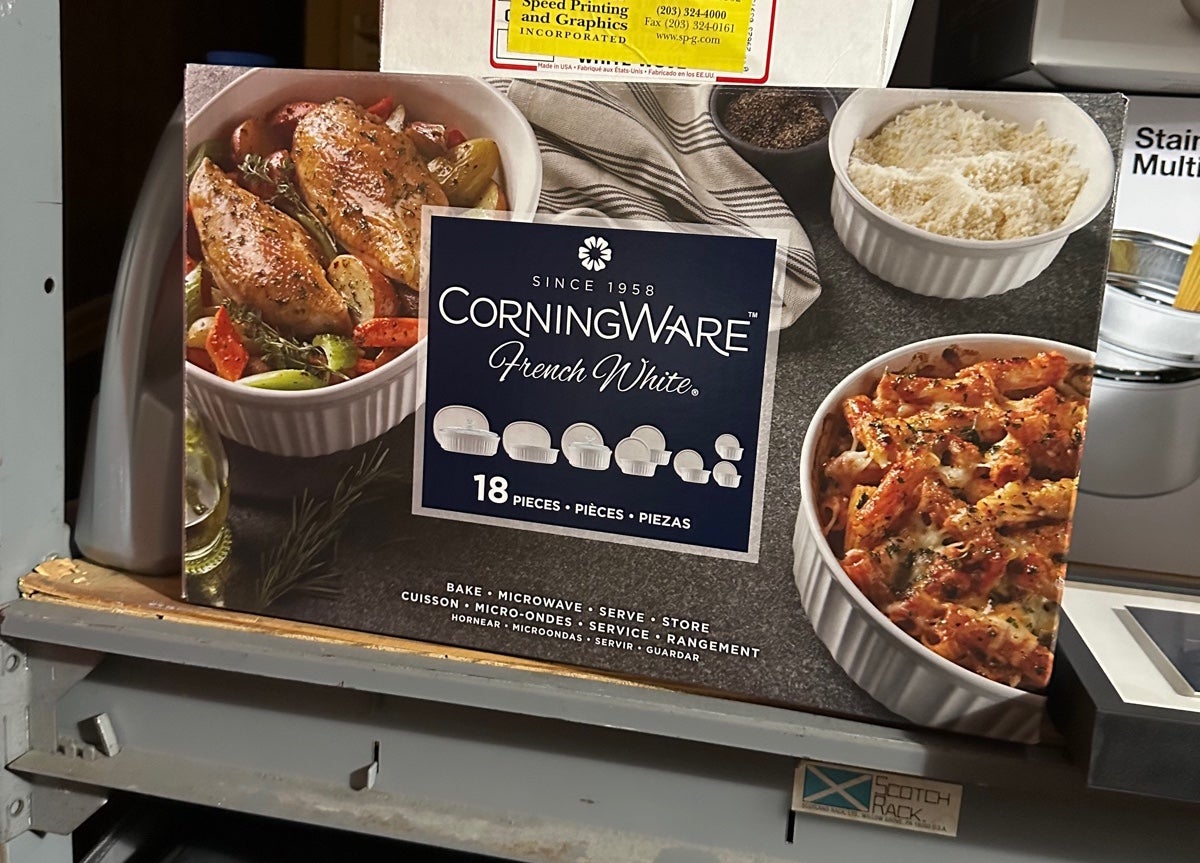 Speed Printing
and Graphics
INCORPORATED
(203) 324-4000
Fax (203) 324-0161
www.sp-g.com
Made in USA • Fabriqué aux États-Unis • Fabricado en los EE.UU.
Stain
Multi
SINCE 1958
CORNINGWARE™
French White®
18 PIECES • PIÈCES • PIEZAS
BAKE • MICROWAVE • SERVE • STORE
CUISSON • MICRO-ONDES • SERVICE • RANGEMENT
HORNEAR • MICROONDAS • SERVIR • GUARDAR
SCOTCH
RACK